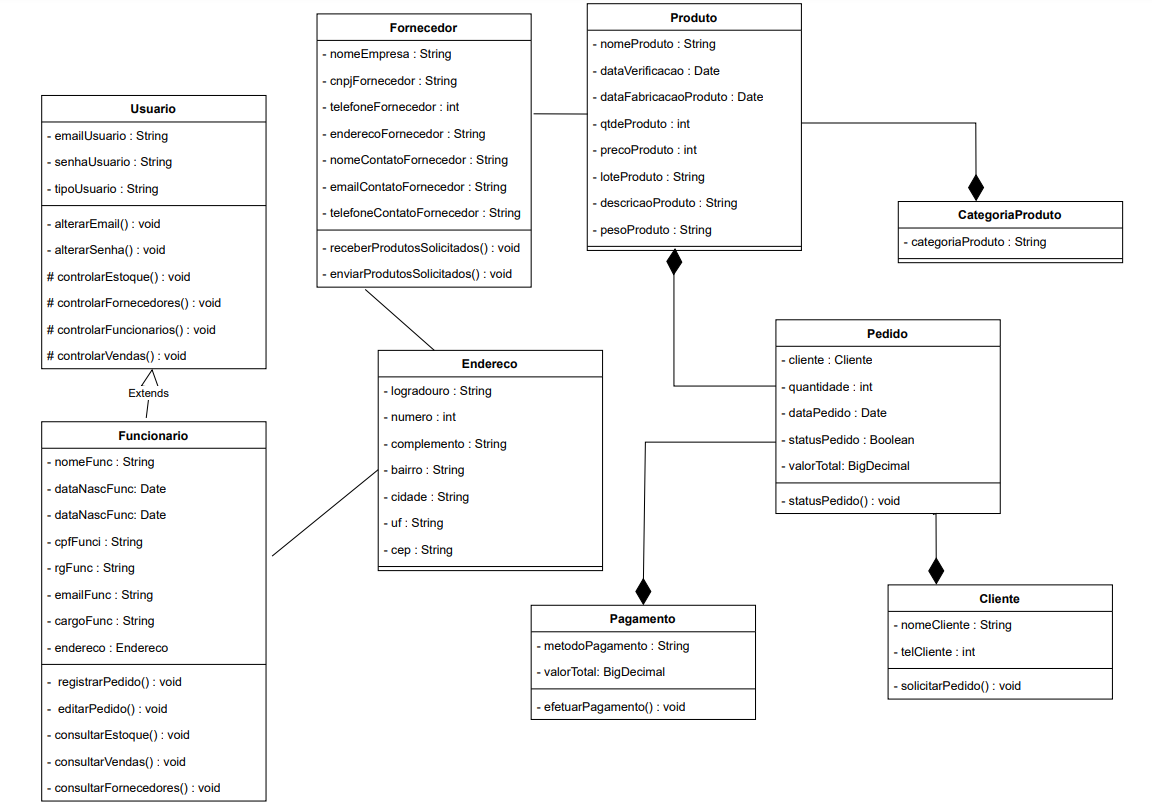 Fornecedor
- nomeEmpresa : String
- cnpjFornecedor : String
- telefoneFornecedor : int
- enderecoFornecedor : String
- nomeContatoFornecedor : String
- emailContatoFornecedor : String
- telefoneContatoFornecedor : String
- receberProdutosSolicitados() : void
- enviarProdutosSolicitados() : void
Produto
- nomeProduto : String
- dataVerificacao : Date
- dataFabricacaoProduto : Date
- qtdeProduto : int
- precoProduto : int
- loteProduto : String
- descricaoProduto : String
- pesoProduto : String
Usuario
- emailUsuario : String
- senhaUsuario : String
- tipoUsuario : String
- alterarEmail() : void
- alterarSenha() : void
# controlarEstoque() : void
# controlarFornecedores() : void
# controlarFuncionarios() : void
# controlarVendas() : void
Extends
CategoriaProduto
- categoriaProduto : String
Endereco
- logradouro : String
- numero : int
- complemento : String
- bairro : String
- cidade : String
- uf : String
- cep : String
Pedido
- cliente : Cliente
- quantidade : int
- dataPedido : Date
- statusPedido : Boolean
- valorTotal: BigDecimal
- statusPedido() : void
Funcionario
- nomeFunc : String
- dataNascFunc: Date
- dataNascFunc: Date
- cpfFunci : String
- rgFunc : String
- emailFunc : String
- cargoFunc : String
- endereco : Endereco
- registrarPedido() : void
- editarPedido() : void
- consultarEstoque() : void
- consultarVendas() : void
- consultarFornecedores() : void
Pagamento
- metodoPagamento : String
- valorTotal: BigDecimal
- efetuarPagamento() : void
Cliente
- nomeCliente : String
- telCliente : int
- solicitarPedido() : void